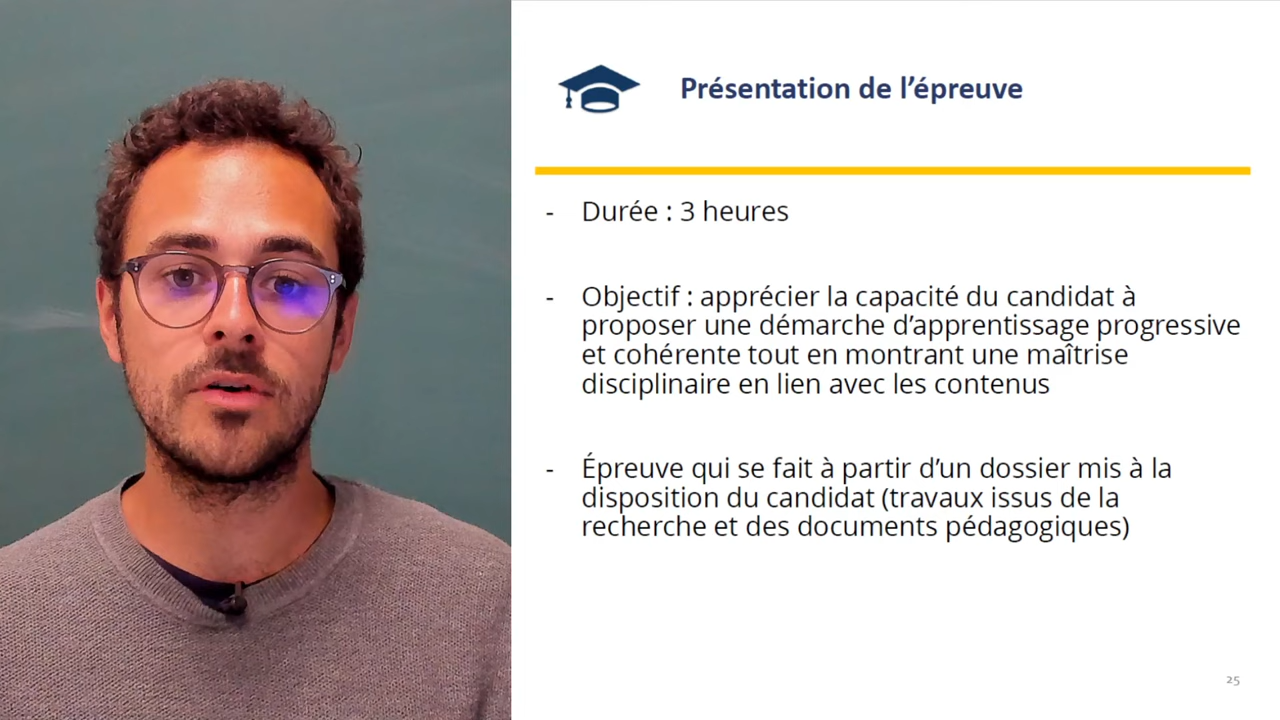 Présentation de l’épreuve
- Durée : 3 heures
- Objectif : apprécier la capacité du candidat à
proposer une démarche d’apprentissage progressive
et cohérente tout en montrant une maîtrise
disciplinaire en lien avec les contenus
- Épreuve qui se fait à partir d’un dossier mis à la
disposition du candidat (travaux issus de la
recherche et des documents pédagogiques)
25